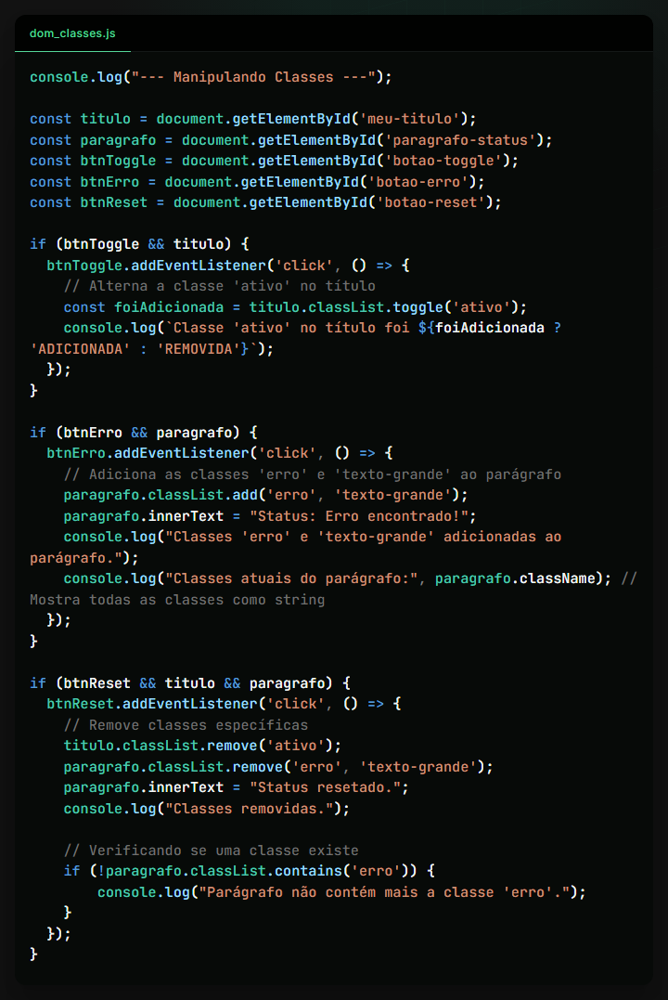 dom_classes.js
console.log("--- Manipulando Classes ---");
const titulo = document.getElementById('meu-titulo');
const paragrafo = document.getElementById('paragrafo-status');
const btnToggle = document.getElementById('botao-toggle');
const btnErro = document.getElementById('botao-erro');
const btnReset = document.getElementById('botao-reset');
if (btnToggle && titulo) {
  btnToggle.addEventListener('click', () => {
    // Alterna a classe 'ativo' no título
    const foiAdicionada = titulo.classList.toggle('ativo');
    console.log(`Classe 'ativo' no título foi ${foiAdicionada ?
'ADICIONADA' : 'REMOVIDA'}`);
  });
}
if (btnErro && paragrafo) {
  btnErro.addEventListener('click', () => {
    // Adiciona as classes 'erro' e 'texto-grande' ao parágrafo
    paragrafo.classList.add('erro', 'texto-grande');
    paragrafo.innerText = "Status: Erro encontrado!";
    console.log("Classes 'erro' e 'texto-grande' adicionadas ao
parágrafo.");
    console.log("Classes atuais do parágrafo:", paragrafo.className); //
Mostra todas as classes como string
  });
}
if (btnReset && titulo && paragrafo) {
  btnReset.addEventListener('click', () => {
    // Remove classes específicas
    titulo.classList.remove('ativo');
    paragrafo.classList.remove('erro', 'texto-grande');
    paragrafo.innerText = "Status resetado.";
    console.log("Classes removidas.");
    // Verificando se uma classe existe
    if (!paragrafo.classList.contains('erro')) {
        console.log("Parágrafo não contém mais a classe 'erro'.");
    }
  });
}